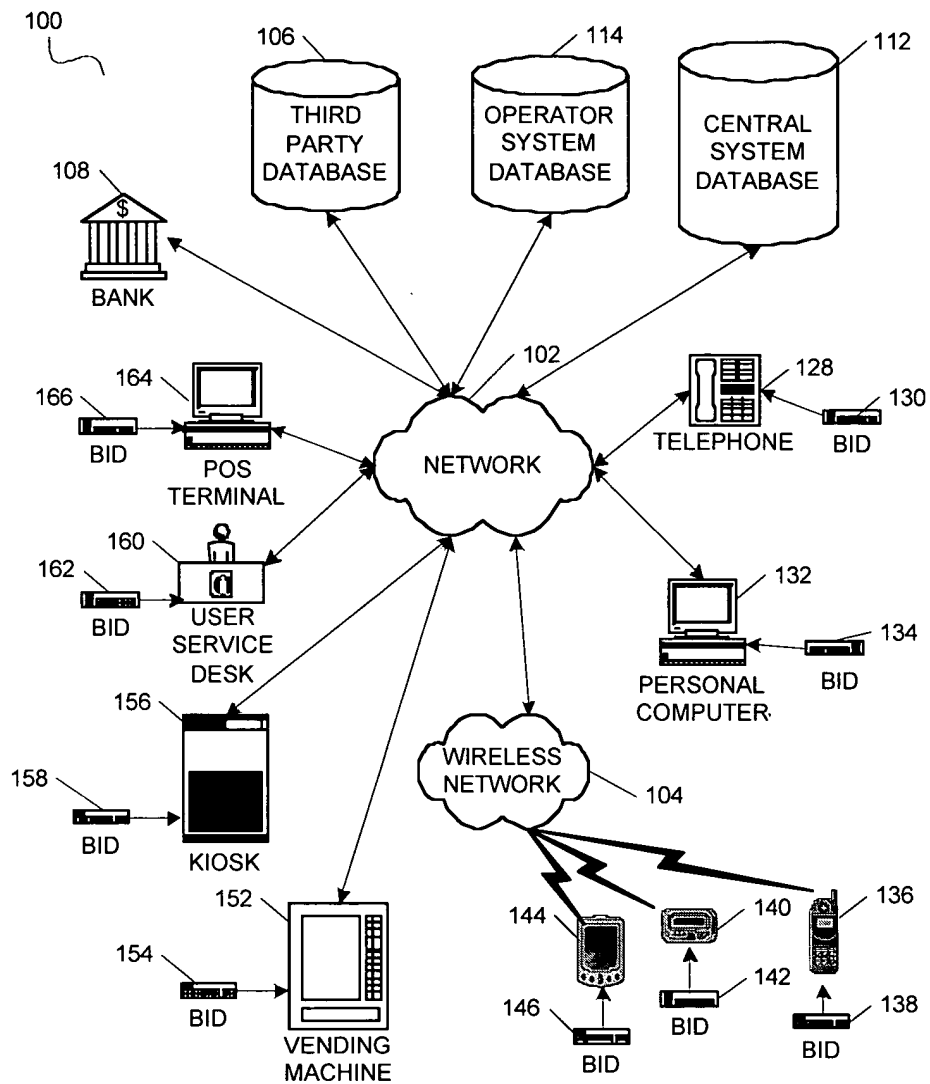 100
106
114
112
THIRD
PARTY
DATABASE
OPERATOR
SYSTEM
DATABASE
CENTRAL
SYSTEM
DATABASE
108
$
BANK
102
164
166
BID
POS
TERMINAL
NETWORK
128
130
TELEPHONE
BID
160
162
a
BID
USER
SERVICE
DESK
132
134
PERSONAL
COMPUTER
BID
156
158
BID
KIOSK
WIRELESS
NETWORK
104
152
154
BID
VENDING
MACHINE
144
140
136
146
142
138
BID
BID
BID